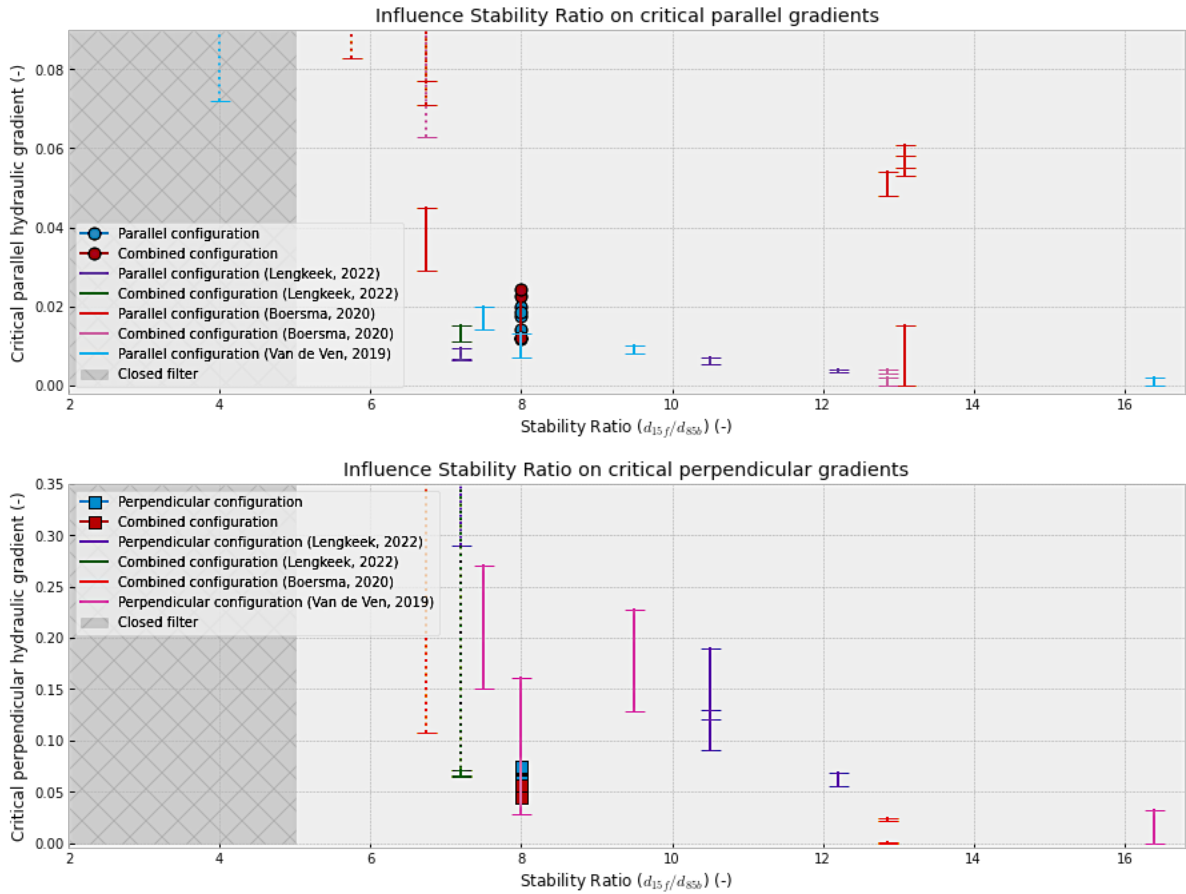 Influence Stability Ratio on critical parallel gradients
Critical parallel hydraulic gradient (-)
0.08
0.06
0.04
0.02
0.00
Parallel configuration
Combined configuration
Parallel configuration (Lengkeek, 2022)
Combined configuration (Lengkeek, 2022)
Parallel configuration (Boersma, 2020)
Combined configuration (Boersma, 2020)
Parallel configuration (Van de Ven, 2019)
Closed filter
2 4 6 8 10 12 14 16
Stability Ratio (d15f/d85b) (-)
Influence Stability Ratio on critical perpendicular gradients
Critical perpendicular hydraulic gradient (-)
0.35
0.30
0.25
0.20
0.15
0.10
0.05
0.00
Perpendicular configuration
Combined configuration
Perpendicular configuration (Lengkeek, 2022)
Combined configuration (Lengkeek, 2022)
Combined configuration (Boersma, 2020)
Perpendicular configuration (Van de Ven, 2019)
Closed filter
2 4 6 8 10 12 14 16
Stability Ratio (d15f/d85b) (-)